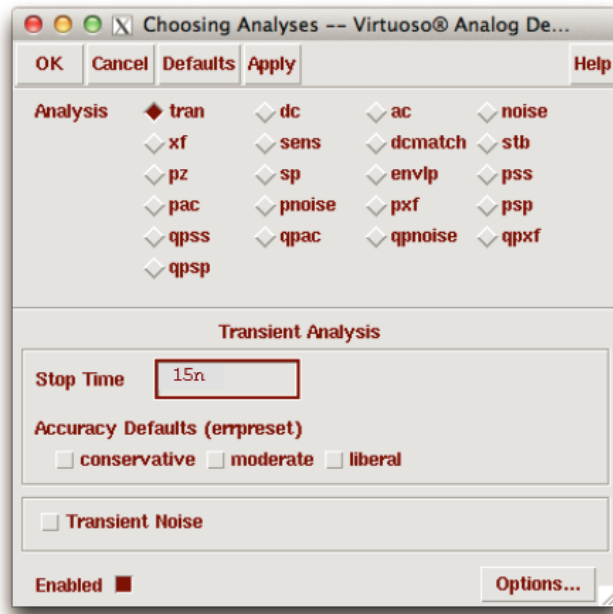 Choosing Analyses -- Virtuoso® Analog De...
OK Cancel Defaults Apply Help
Analysis tran dc ac noise
xf sens dcmatch stb
pz sp envlp pss
pac pnoise pxf psp
qpss qpac qpnoise qpxf
qpsp
Transient Analysis
Stop Time 15n
Accuracy Defaults (errpreset)
conservative moderate liberal
Transient Noise
Enabled Options...